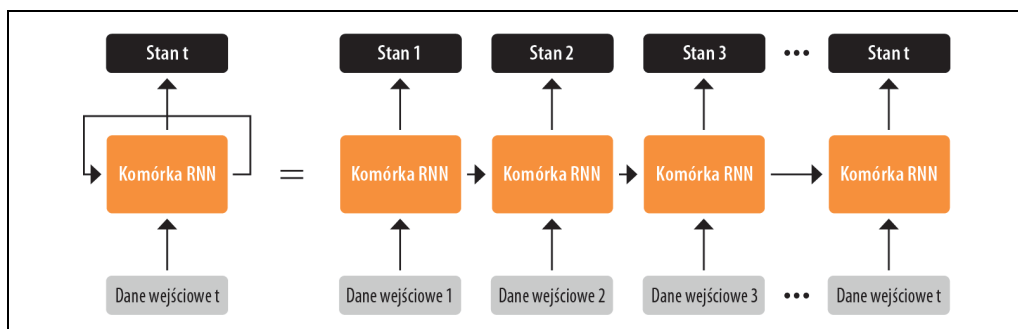 Stan t
Stan 1
Stan 2
Stan 3
•••
Stan t
Komórka RNN
=
Komórka RNN
Komórka RNN
Komórka RNN
Komórka RNN
Dane wejściowe t
Dane wejściowe 1
Dane wejściowe 2
Dane wejściowe 3
•••
Dane wejściowe t